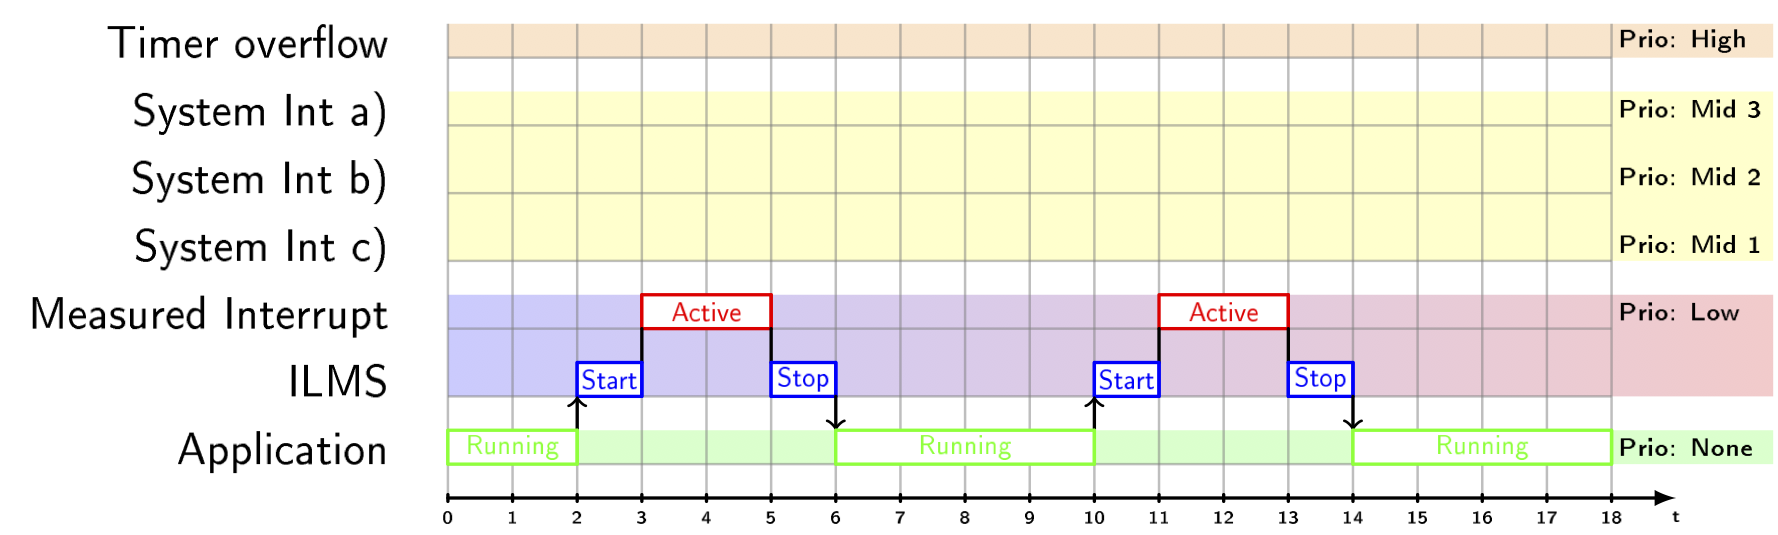 Timer overflow Prio: High
System Int a) Prio: Mid 3
System Int b) Prio: Mid 2
System Int c) Prio: Mid 1
Measured Interrupt Active Active Prio: Low
ILMS Start Stop Start Stop
Application Running Running Running Prio: None
0 1 2 3 4 5 6 7 8 9 10 11 12 13 14 15 16 17 18 t